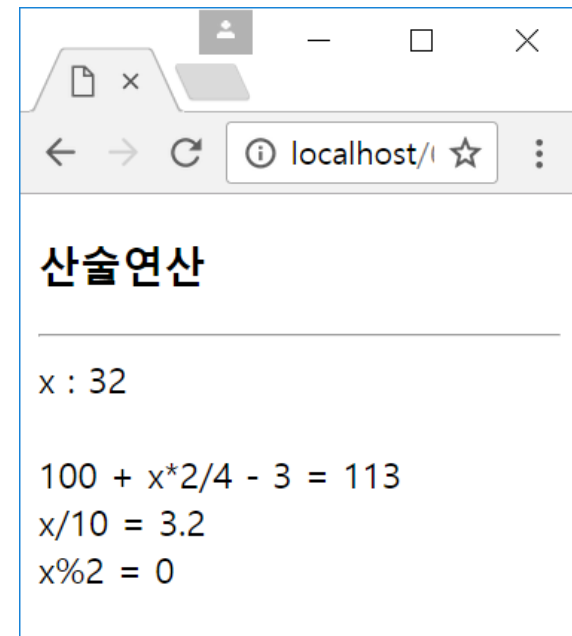 localhost/
산술연산
x : 32
100 + x*2/4 - 3 = 113
x/10 = 3.2
x%2 = 0